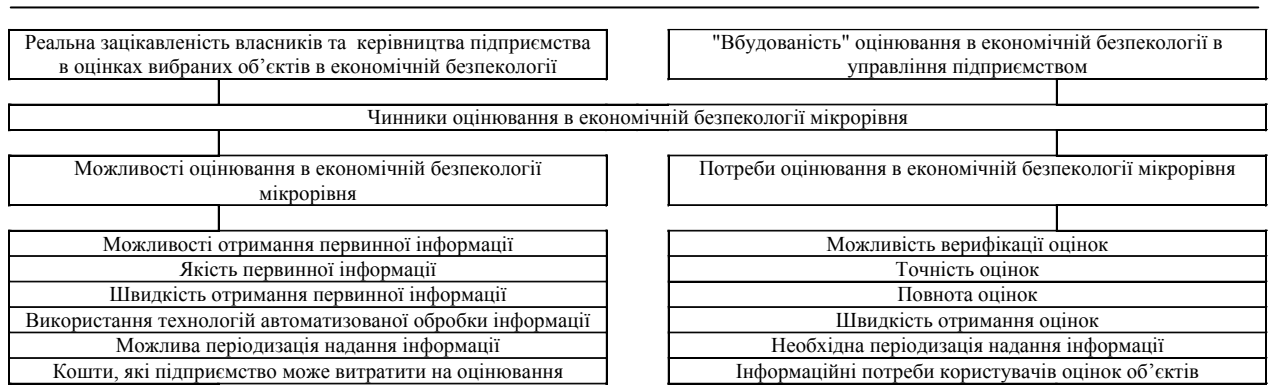 Реальна зацікавленість власників та керівництва підприємства
в оцінках вибраних об’єктів в економічній безпекології
"Вбудованість" оцінювання в економічній безпекології в
управління підприємством
Чинники оцінювання в економічній безпекології мікрорівня
Можливості оцінювання в економічній безпекології
мікрорівня
Потреби оцінювання в економічній безпекології мікрорівня
Можливості отримання первинної інформації
Якість первинної інформації
Швидкість отримання первинної інформації
Використання технологій автоматизованої обробки інформації
Можлива періодизація надання інформації
Кошти, які підприємство може витратити на оцінювання
Можливість верифікації оцінок
Точність оцінок
Повнота оцінок
Швидкість отримання оцінок
Необхідна періодизація надання інформації
Інформаційні потреби користувачів оцінок об’єктів